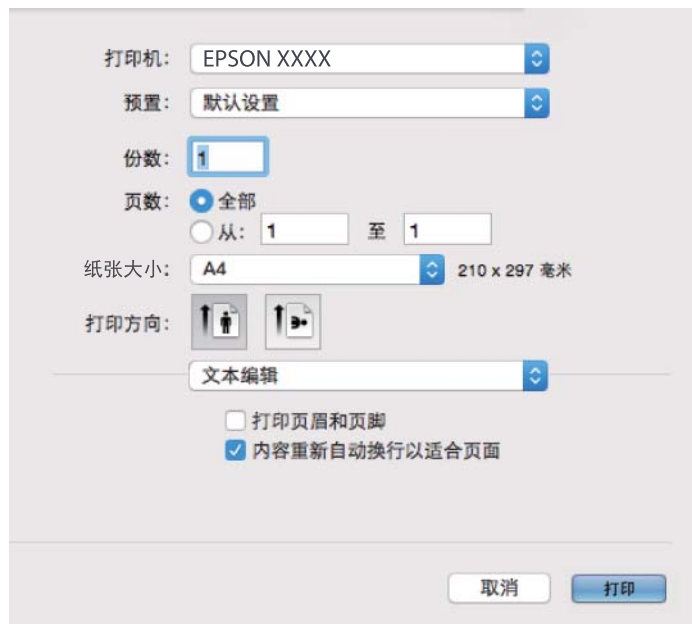 打印机： EPSON XXXX
预置： 默认设置
份数： 1
页数： 全部
从： 1 至 1
纸张大小： A4 210 x 297 毫米
打印方向：
文本编辑
打印页眉和页脚
内容重新自动换行以适合页面
取消 打印